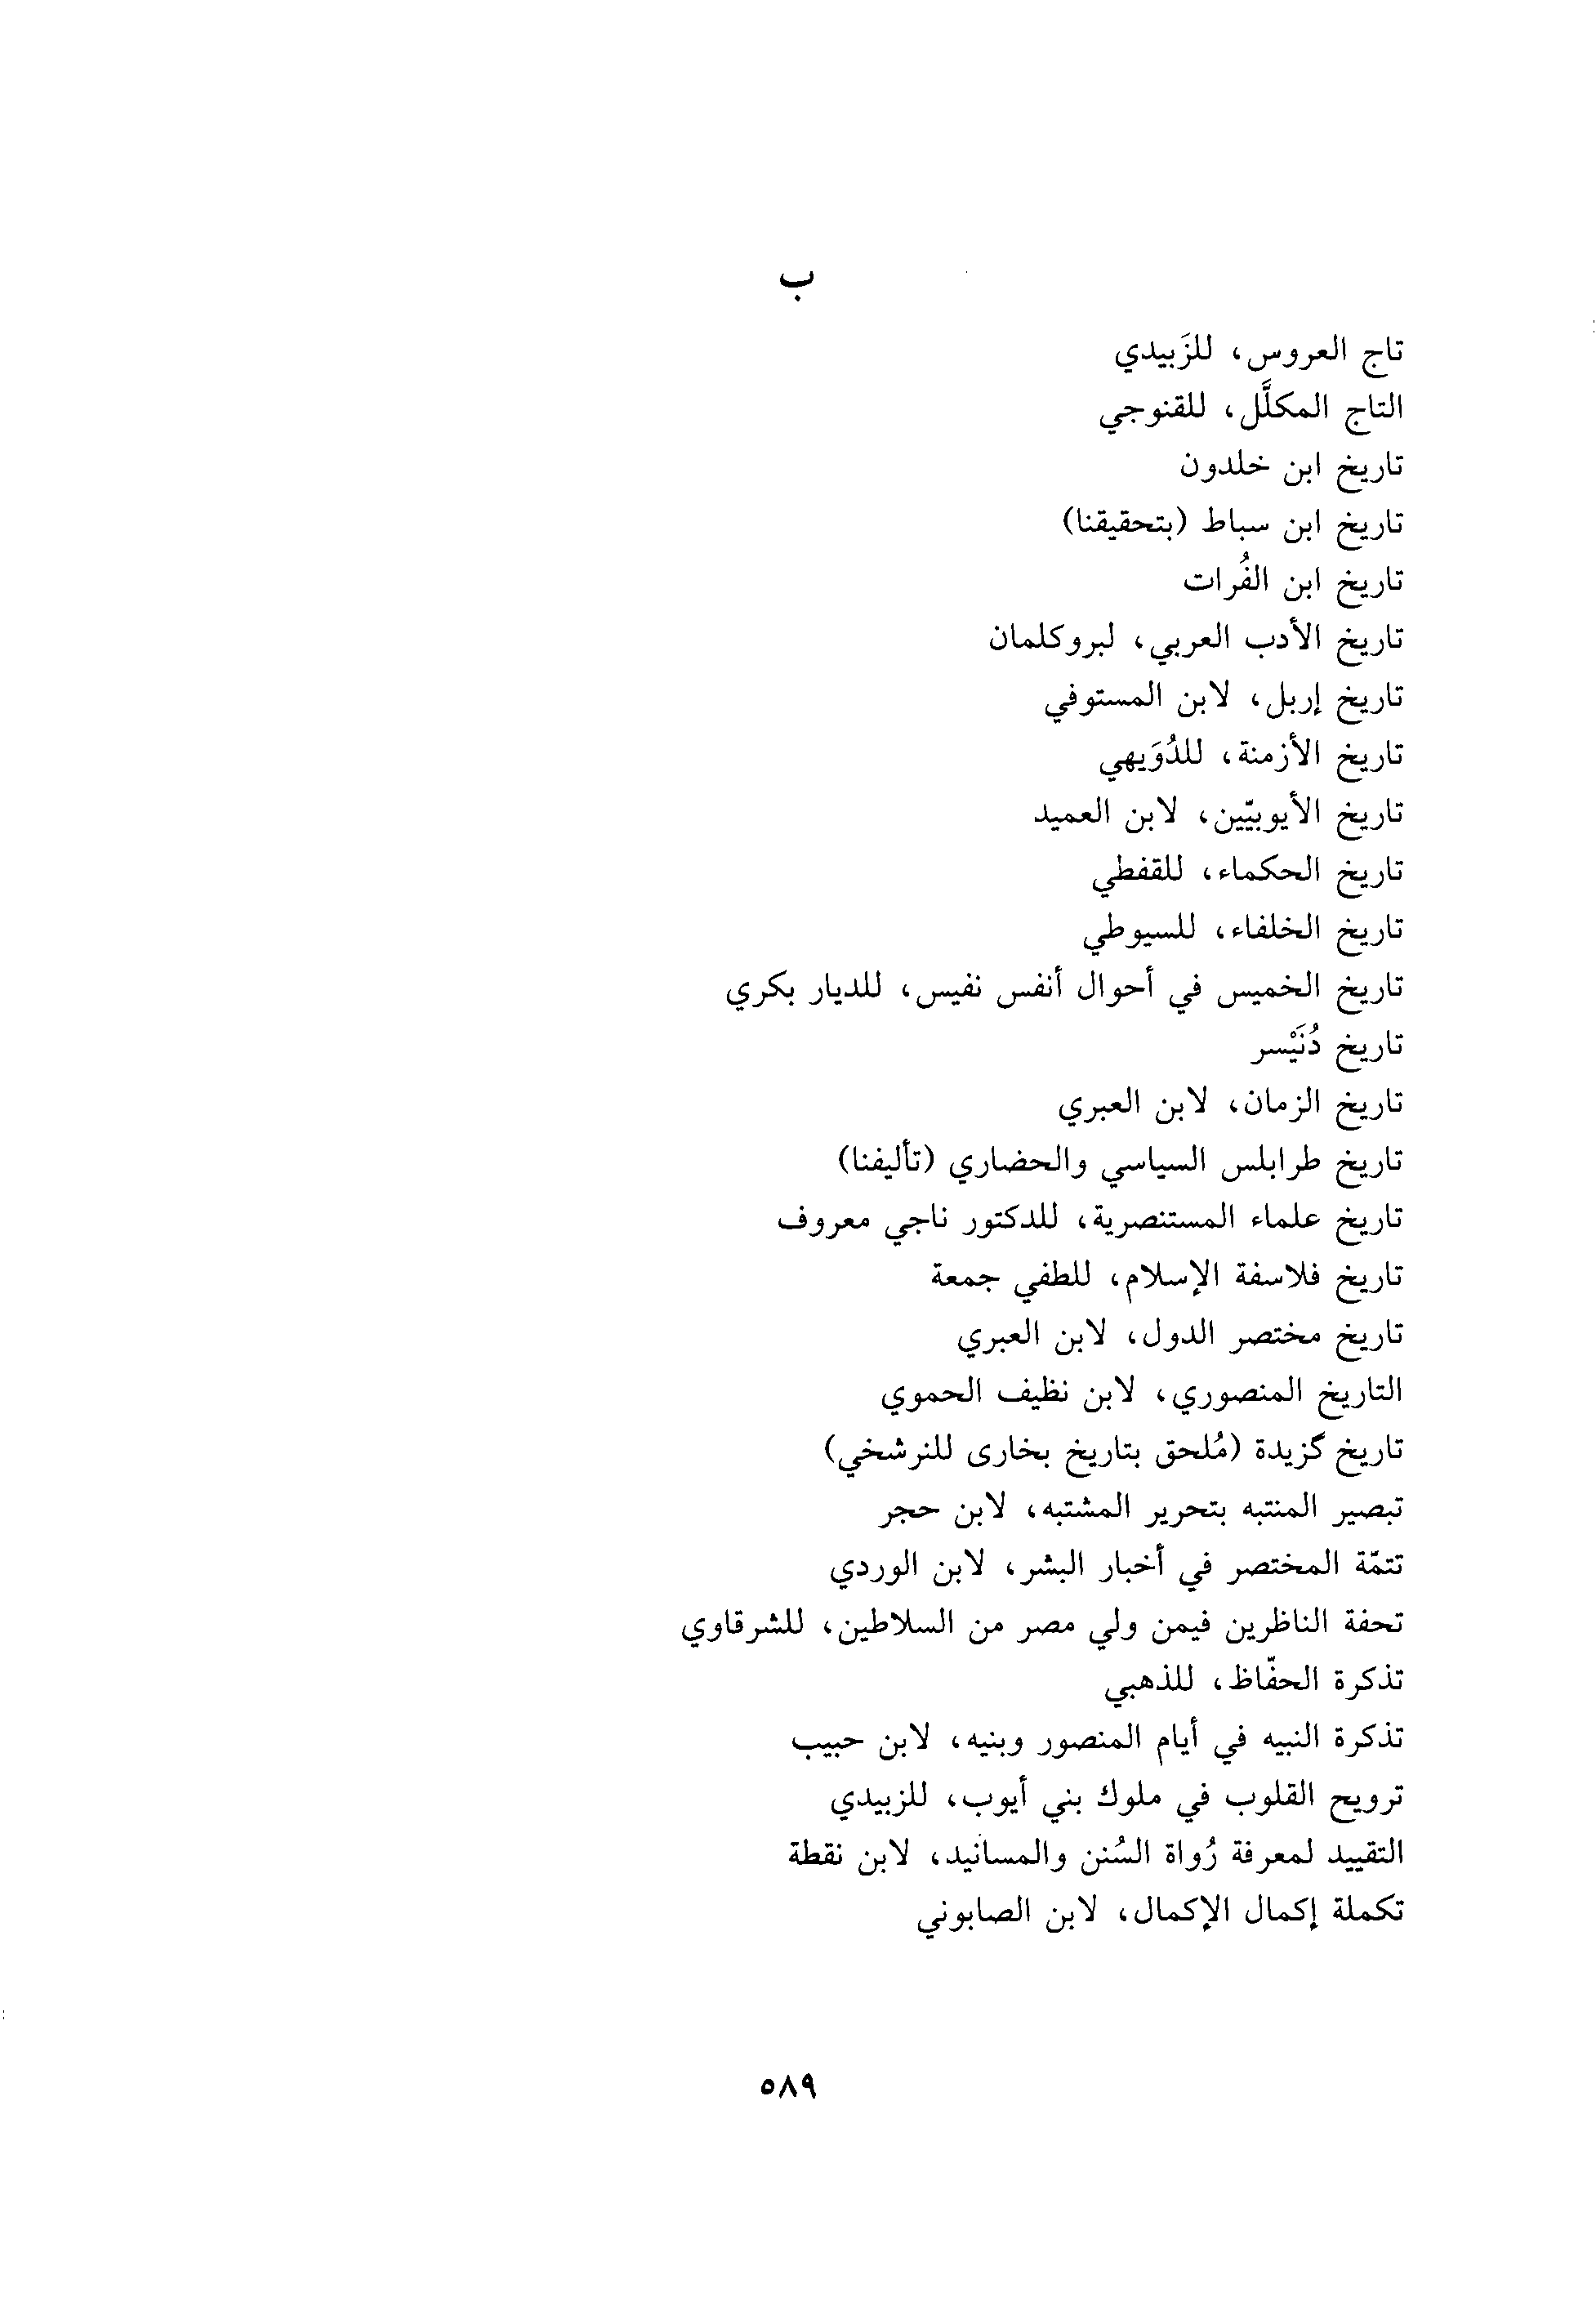 ب
تاج العروس، للزَبيدي
التاج المكلَّل، للقنوجي
تاريخ ابن خلدون
تاريخ ابن سباط (بتحقيقنا)
تاريخ ابن الفُرات
تاريخ الأدب العربي، لبروكلمان
تاريخ إربل، لابن المستوفي
تاريخ الأزمنة، للدُوَيهي
تاريخ الأيوبيّين، لابن العميد
تاريخ الحكماء، للقفطي
تاريخ الخلفاء، للسيوطي
تاريخ الخميس في أحوال أنفس نفيس، للديار بكري
تاريخ دُنَيْسر
تاريخ الزمان، لابن العبري
تاريخ طرابلس السياسي والحضاري (تأليفنا)
تاريخ علماء المستنصرية، للدكتور ناجي معروف
تاريخ فلاسفة الإسلام، للطفي جمعة
تاريخ مختصر الدول، لابن العبري
التاريخ المنصوري، لابن نظيف الحموي
تاريخ گزيدة (مُلحق بتاريخ بخارى للنرشخي)
تبصير المنتبه بتحرير المشتبه، لابن حجر
تتمّة المختصر في أخبار البشر، لابن الوردي
تحفة الناظرين فيمن ولي مصر من السلاطين، للشرقاوي
تذكرة الحفّاظ، للذهبي
تذكرة النبيه في أيام المنصور وبنيه، لابن حبيب
ترويح القلوب في ملوك بني أيوب، للزبيدي
التقييد لمعرفة رُواة السُنن والمسانيد، لابن نقطة
تكملة إكمال الإكمال، لابن الصابوني
٥٨٩